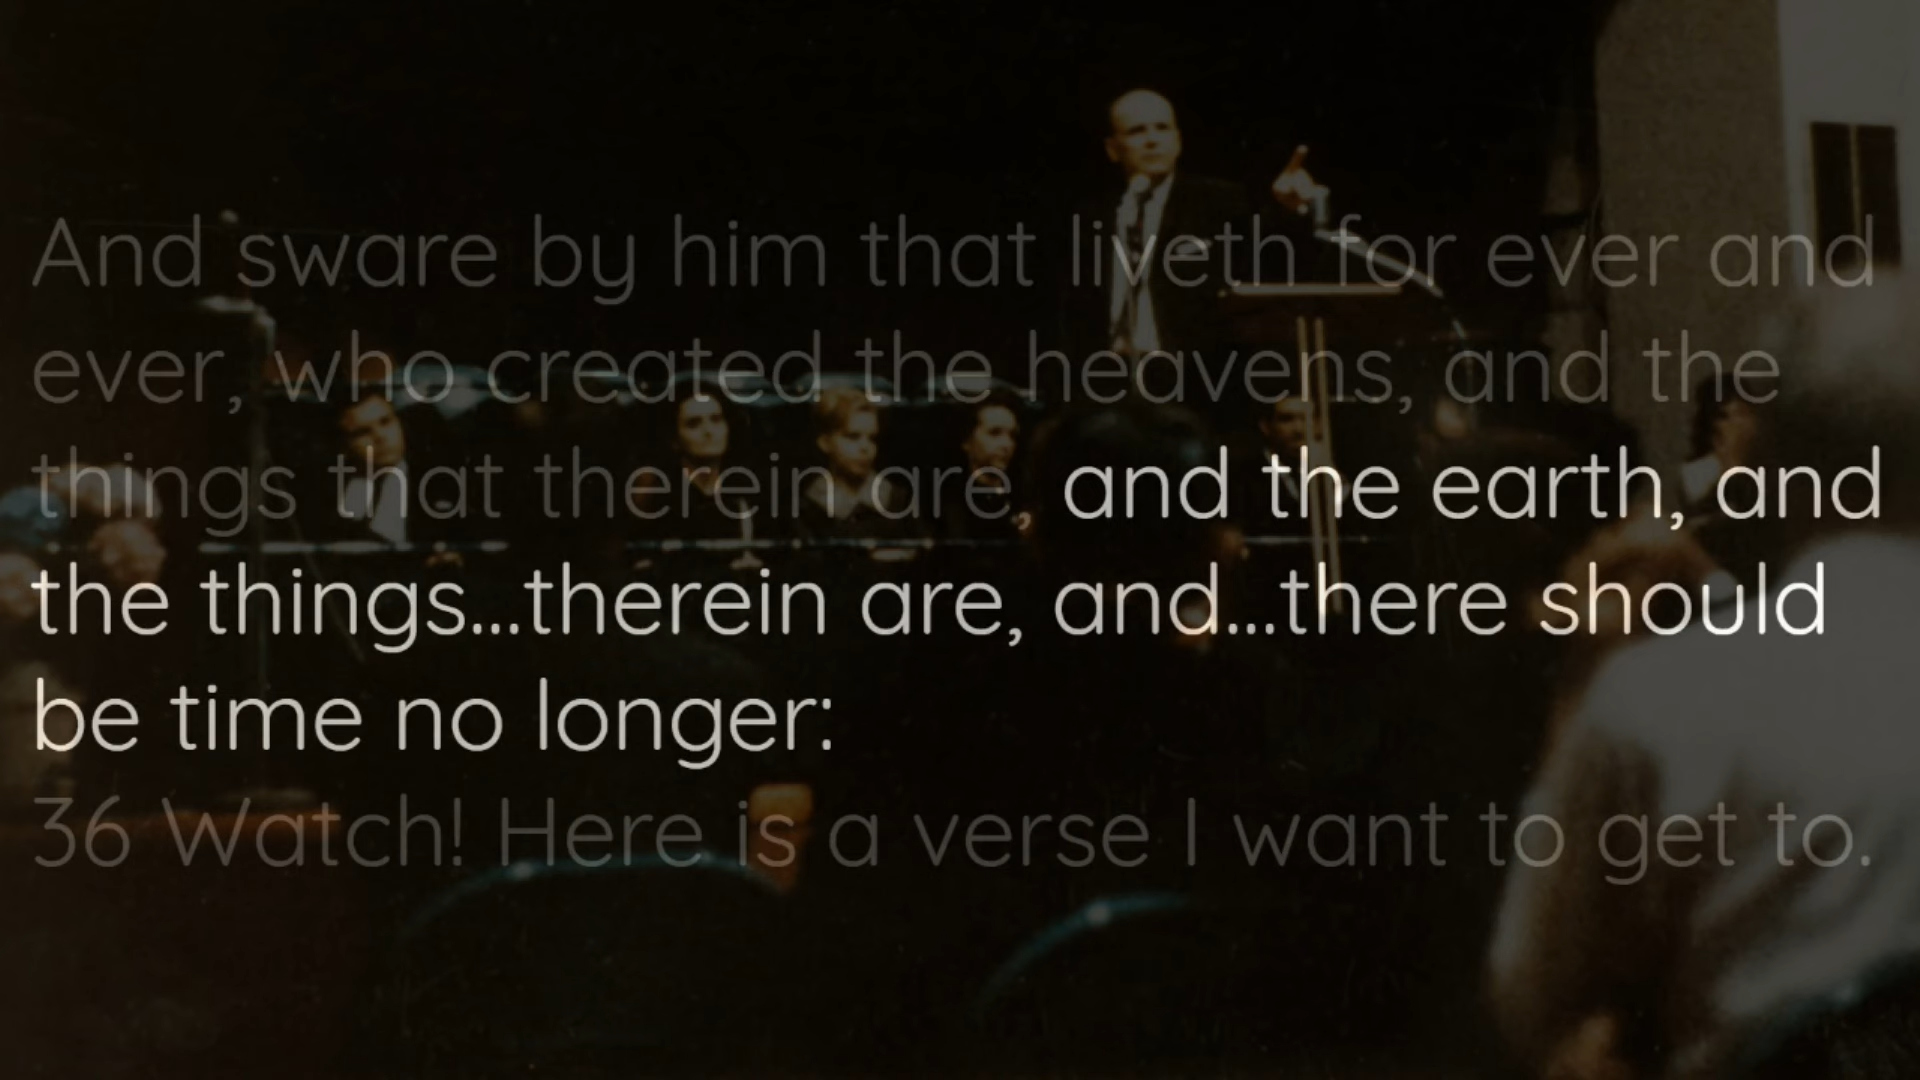 And sware by him that liveth for ever and
ever, who created the heavens, and the
things that therein are, and the earth, and
the things...therein are, and...there should
be time no longer:
36 Watch! Here is a verse I want to get to.